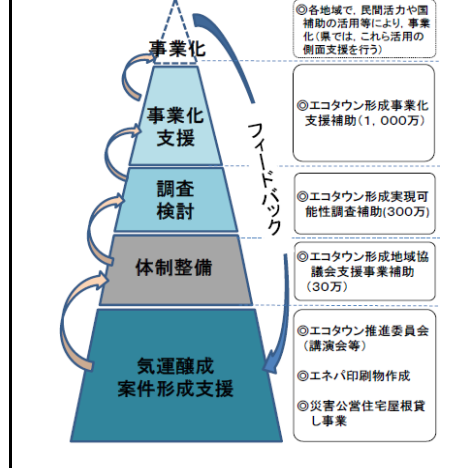 事業化
◎各地域で、民間活力や国
補助の活用等により、事業
化（県では、これら活用の
側面支援を行う）
事業化
支援
◎エコタウン形成事業化
支援補助（１，０００万）
フィードバック
調査
検討
◎エコタウン形成実現可
能性調査補助(300万)
体制整備
◎エコタウン形成地域協
議会支援事業補助
（30万）
気運醸成
案件形成支援
◎エコタウン推進委員会
（講演会等）
◎エネパ印刷物作成
◎災害公営住宅屋根貸
し事業